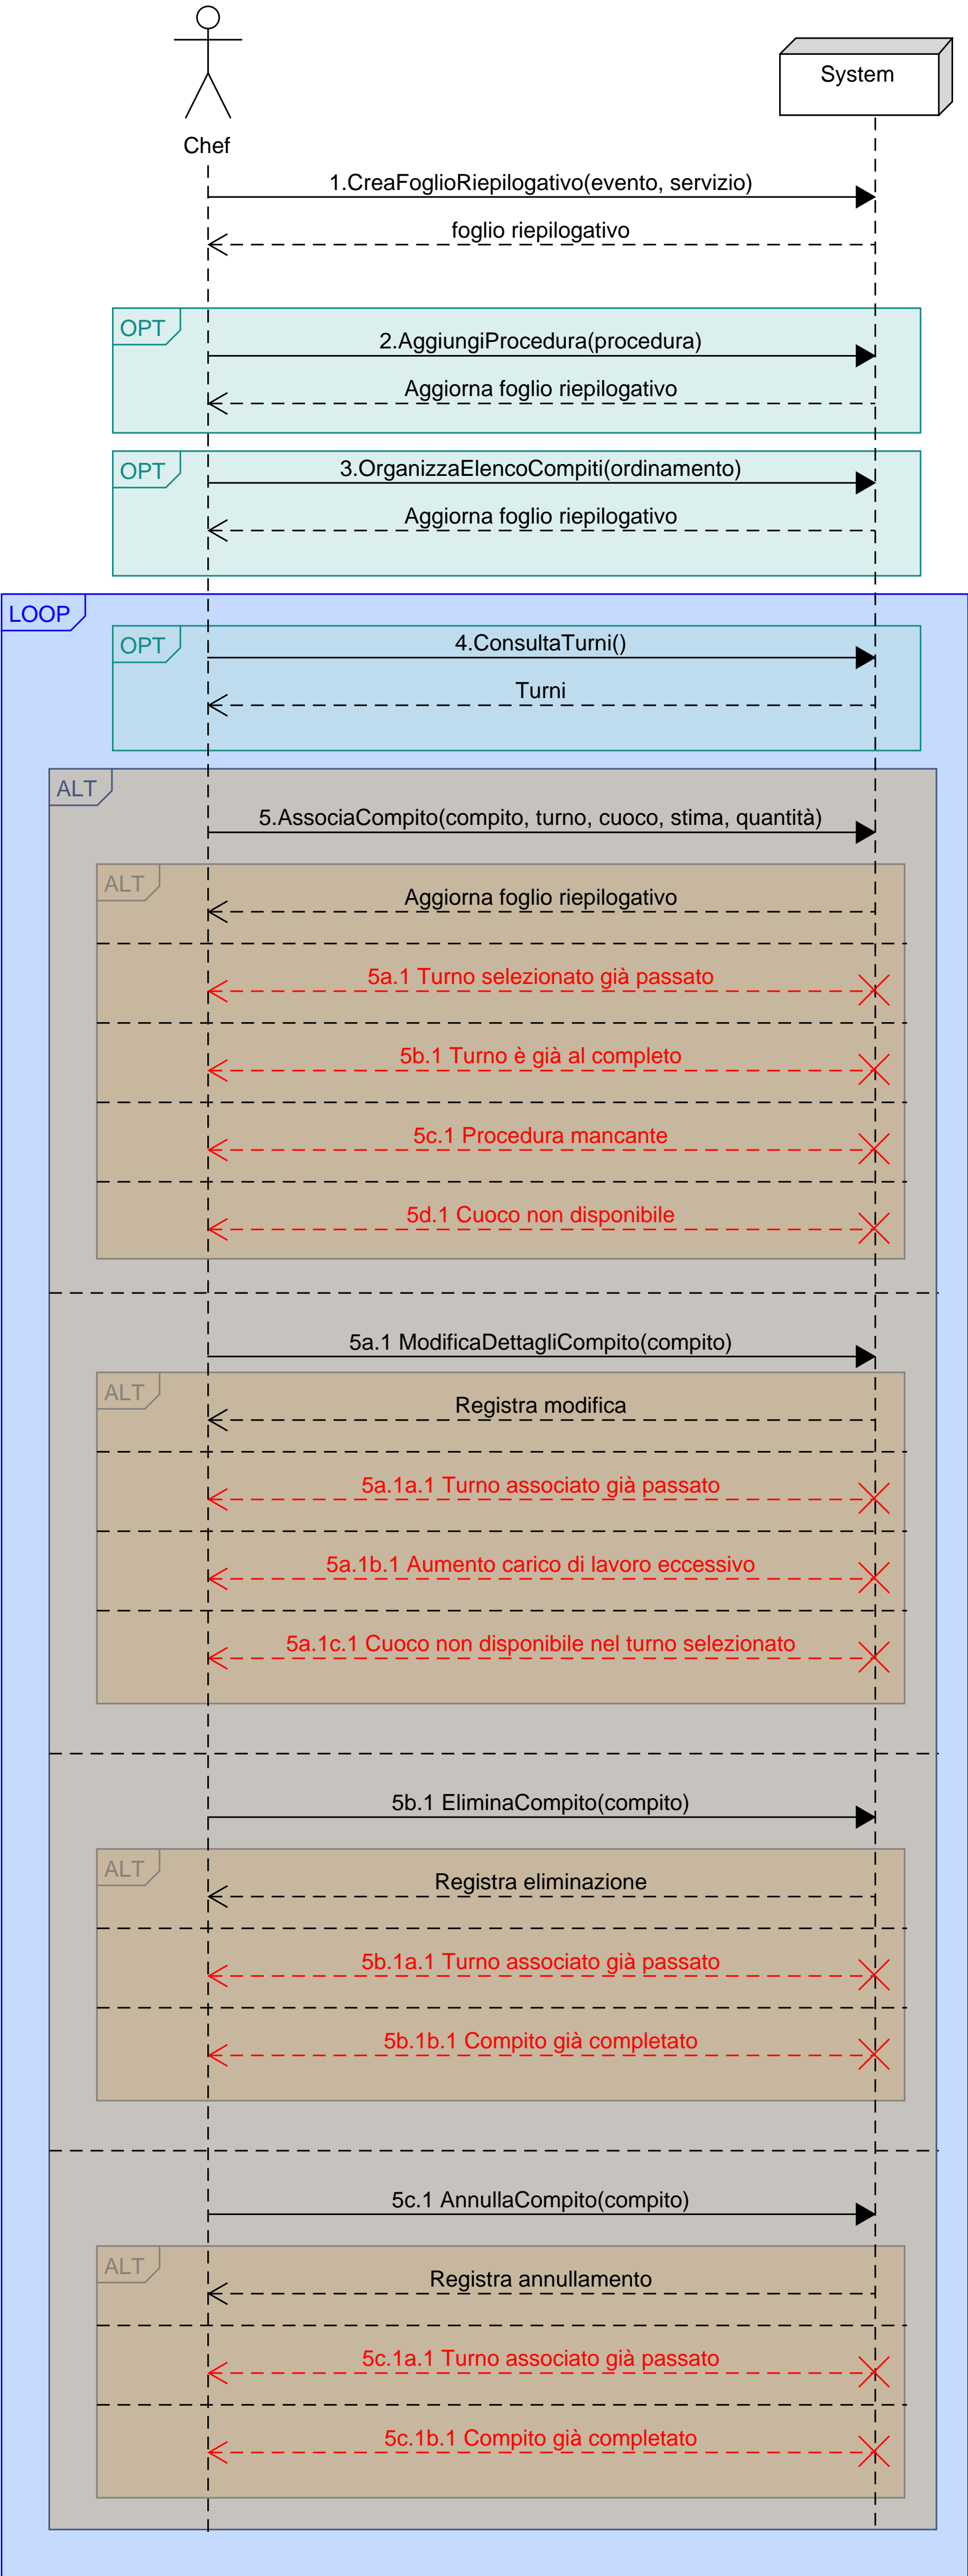 System
Chef
1.CreaFoglioRiepilogativo(evento, servizio)
foglio riepilogativo
OPT
2.AggiungiProcedura(procedura)
Aggiorna foglio riepilogativo
OPT
3.OrganizzaElencoCompiti(ordinamento)
Aggiorna foglio riepilogativo
LOOP
OPT
4.ConsultaTurni()
Turni
ALT
5.AssociaCompito(compito, turno, cuoco, stima, quantità)
ALT
Aggiorna foglio riepilogativo
5a.1 Turno selezionato già passato
5b.1 Turno è già al completo
5c.1 Procedura mancante
5d.1 Cuoco non disponibile
5a.1 ModificaDettagliCompito(compito)
ALT
Registra modifica
5a.1a.1 Turno associato già passato
5a.1b.1 Aumento carico di lavoro eccessivo
5a.1c.1 Cuoco non disponibile nel turno selezionato
5b.1 EliminaCompito(compito)
ALT
Registra eliminazione
5b.1a.1 Turno associato già passato
5b.1b.1 Compito già completato
5c.1 AnnullaCompito(compito)
ALT
Registra annullamento
5c.1a.1 Turno associato già passato
5c.1b.1 Compito già completato